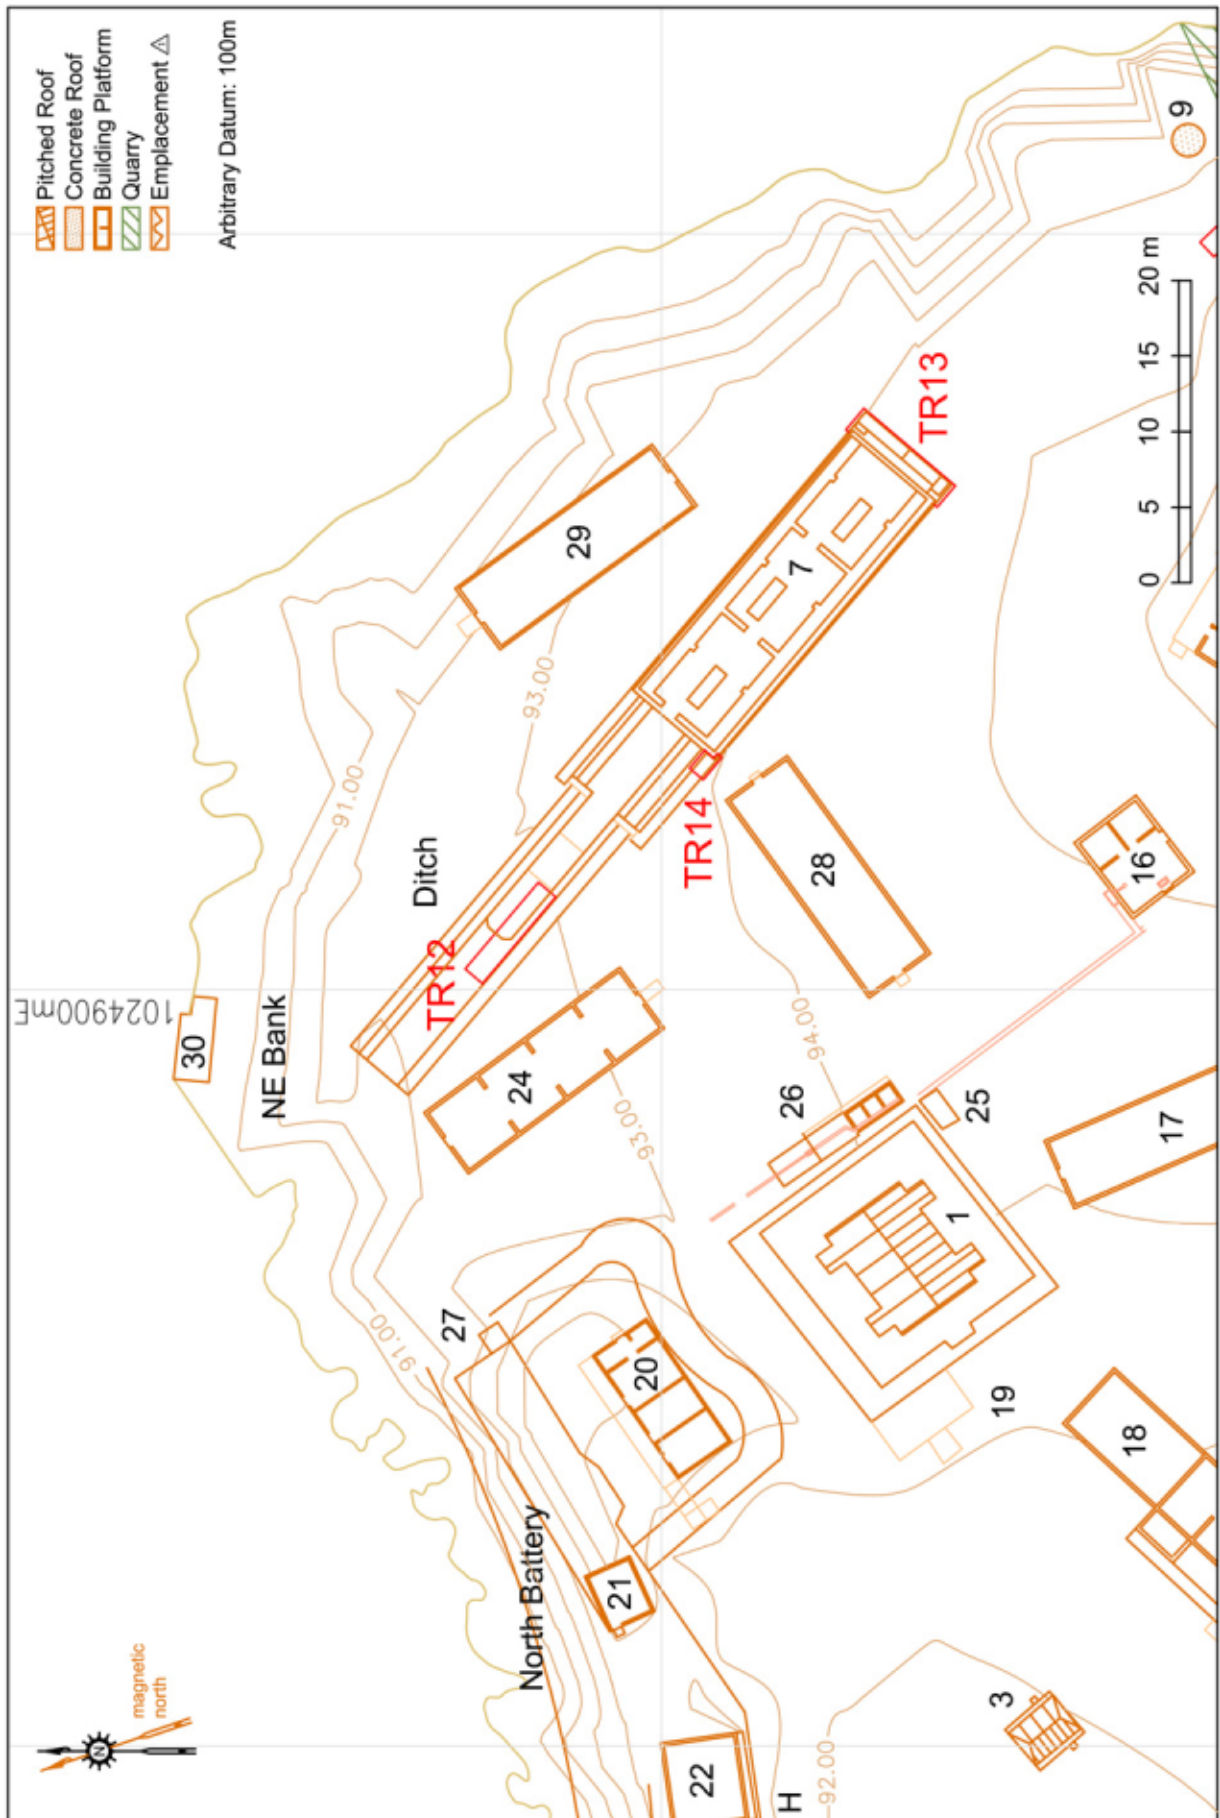 Pitched Roof
Concrete Roof
Building Platform
Quarry
Emplacement
Arbitrary Datum: 100m
magnetic
north
N
1024900mE
30
NE Bank
91.00
91.00
Ditch
TR12
24
93.00
93.00
29
7
TR13
TR14
28
94.00
9
0 5 10 15 20 m
16
26
25
17
1
19
18
27
20
North Battery
21
22
H
92.00
3